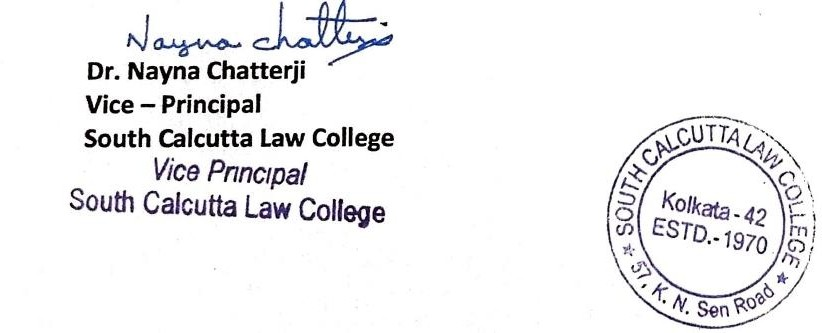 Nayna Chatterji
Dr. Nayna Chatterji
Vice – Principal
South Calcutta Law College
Vice Principal
South Calcutta Law College
SOUTH CALCUTTA LAW COLLEGE
Kolkata - 42
ESTD.- 1970
57, K. N. Sen Road